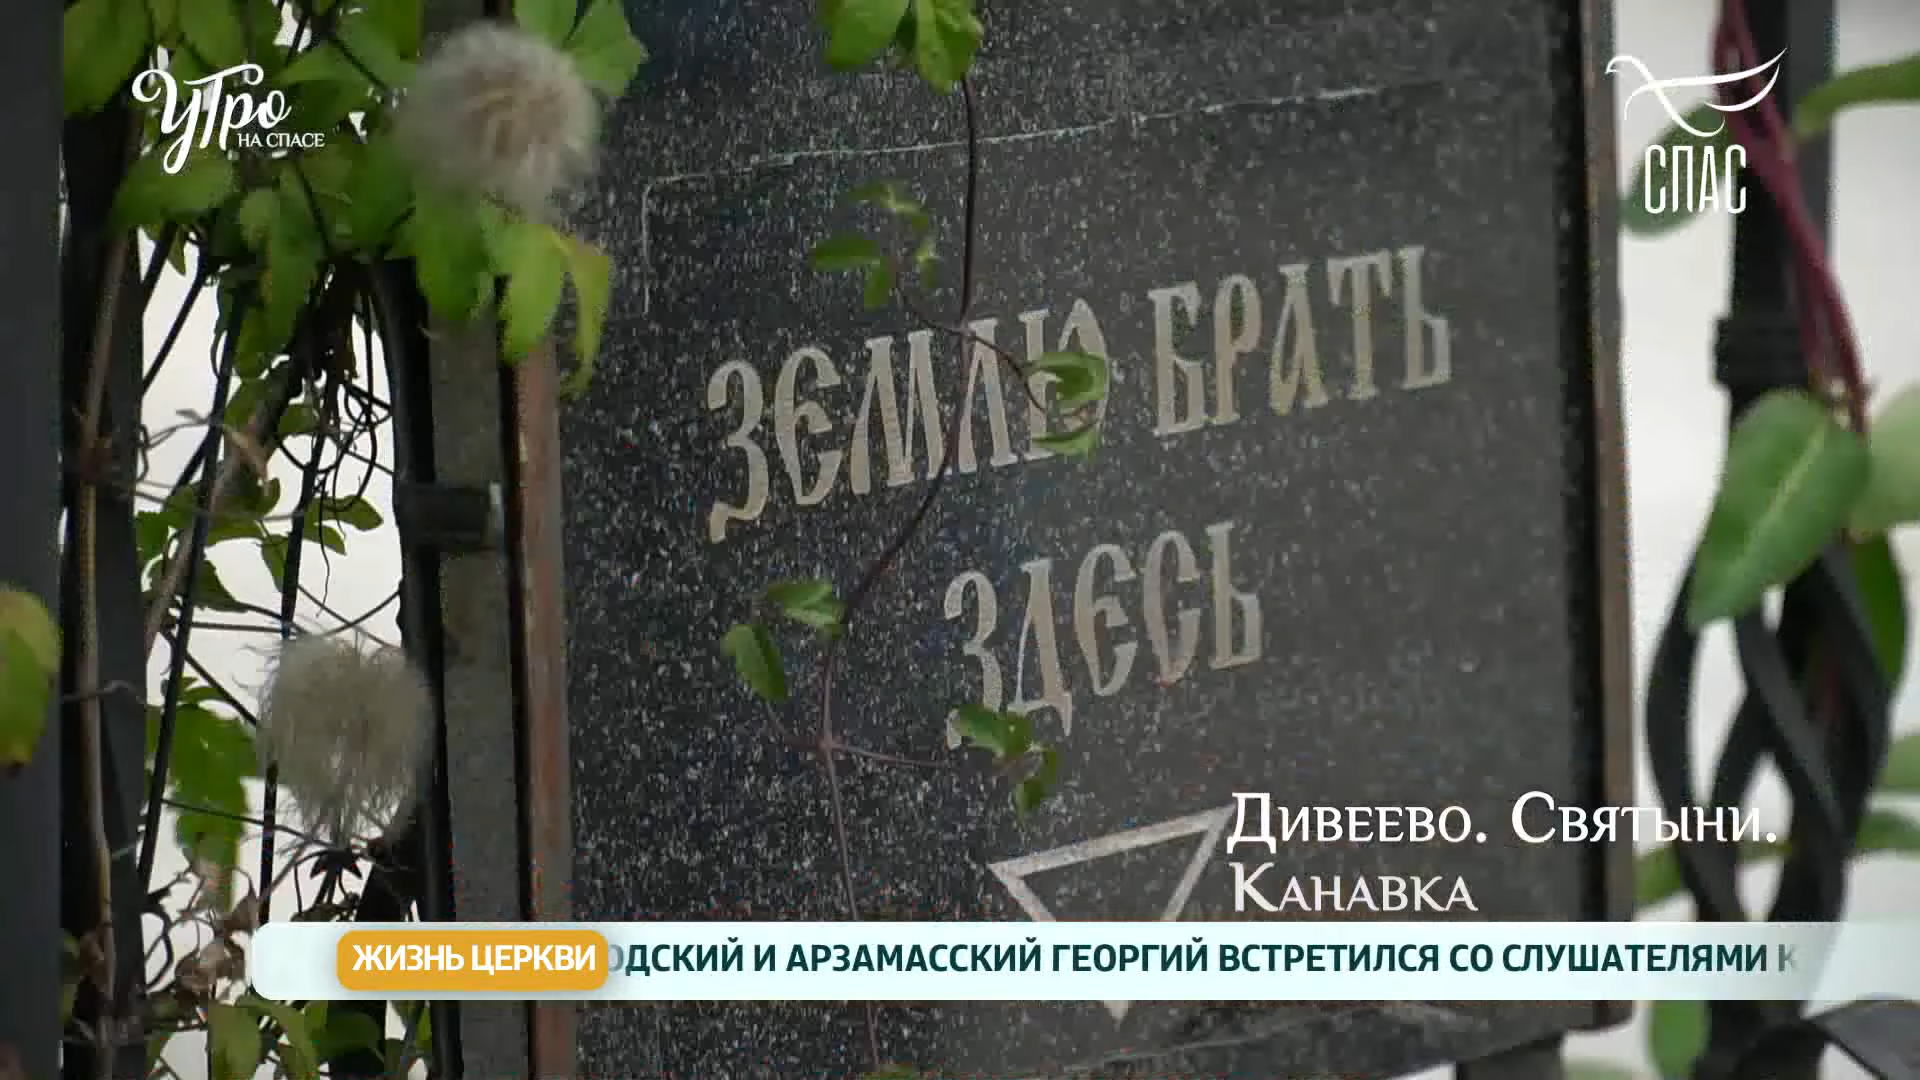 Утро
НА СПАСЕ
СПАС
ЗЕМЛЮ БРАТЬ
ЗДЕСЬ
Дивеево. Святыни.
Канавка
ЖИЗНЬ ЦЕРКВИ
ОДСКИЙ И АРЗАМАССКИЙ ГЕОРГИЙ ВСТРЕТИЛСЯ СО СЛУШАТЕЛЯМИ К